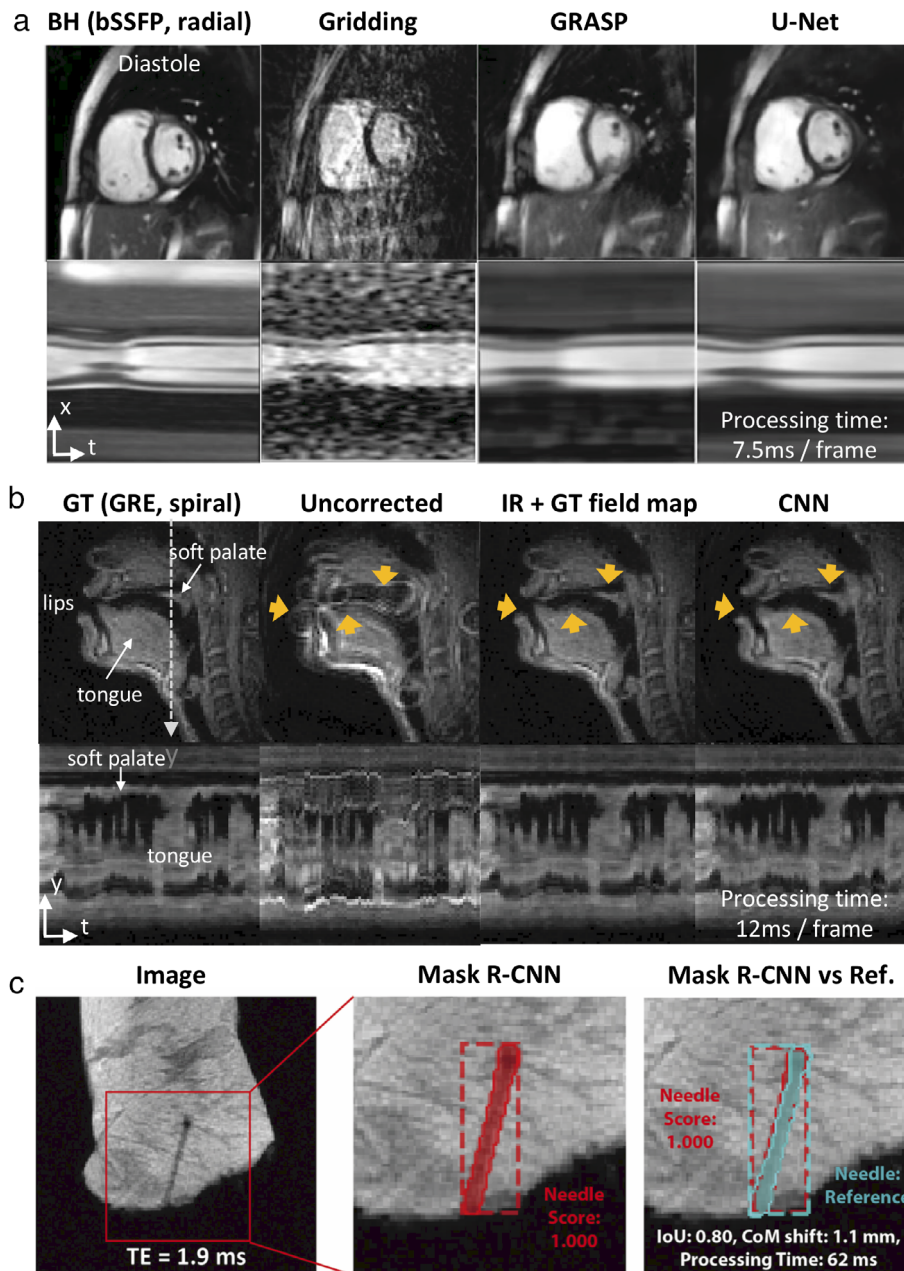 a
BH (bSSFP, radial)
Gridding
GRASP
U-Net
Diastole
x
t
Processing time:
7.5ms / frame
b
GT (GRE, spiral)
Uncorrected
IR + GT field map
CNN
soft palate
lips
tongue
y
soft palate
tongue
y
t
Processing time:
12ms / frame
c
Image
Mask R-CNN
Mask R-CNN vs Ref.
TE = 1.9 ms
Needle
Score:
1.000
Needle
Score:
1.000
Needle:
Reference
IoU: 0.80, CoM shift: 1.1 mm,
Processing Time: 62 ms